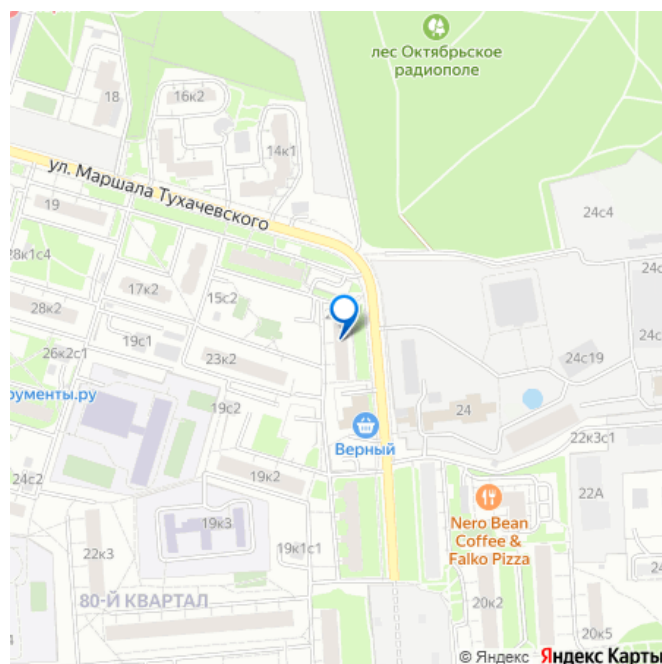 лес Октябрьское
радиополе
18
16к2
14к1
ул. Маршала Тухачевского
19
24с4
28к1с4
17к2
15с2
28к2
19с1
26к2с1
23к2
24с19
рументы.ру
19с2
24
Верный
22к3с1
24с2
19к2
22А
Nero Bean
Coffee &
Falko Pizza
19к3
22к3
19к1с1
80-Й КВАРТАЛ
20к2
20к5
© Яндекс Яндекс Карты